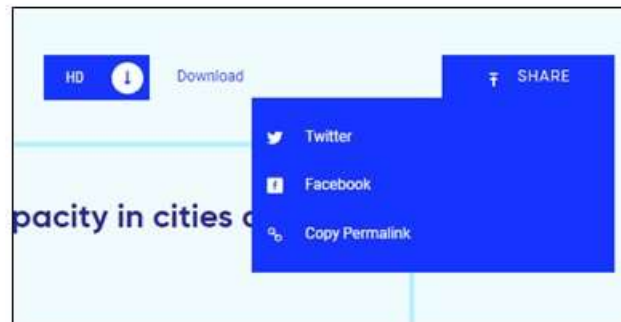 HD Download SHARE
Twitter
Facebook
pacity in cities
Copy Permalink